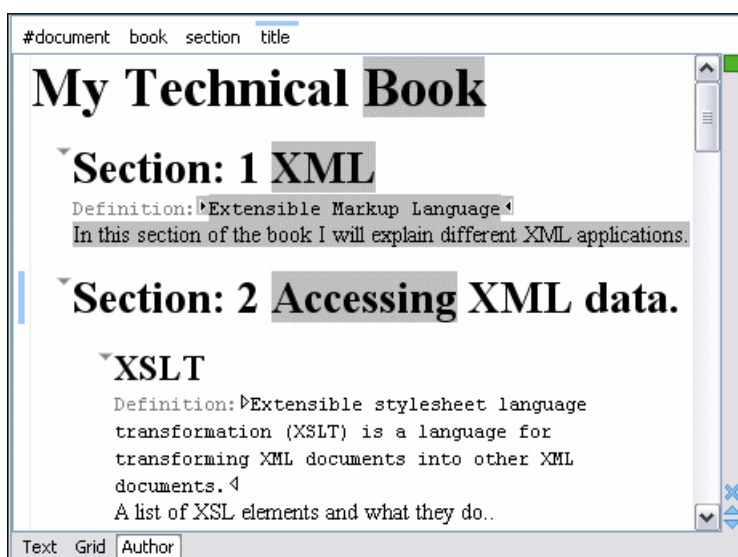 #document book section title
My Technical Book
Section: 1 XML
Definition: Extensible Markup Language
In this section of the book I will explain different XML applications.
Section: 2 Accessing XML data.
XSLT
Definition: Extensible stylesheet language
transformation (XSLT) is a language for
transforming XML documents into other XML
documents.
A list of XSL elements and what they do..
Text Grid Author